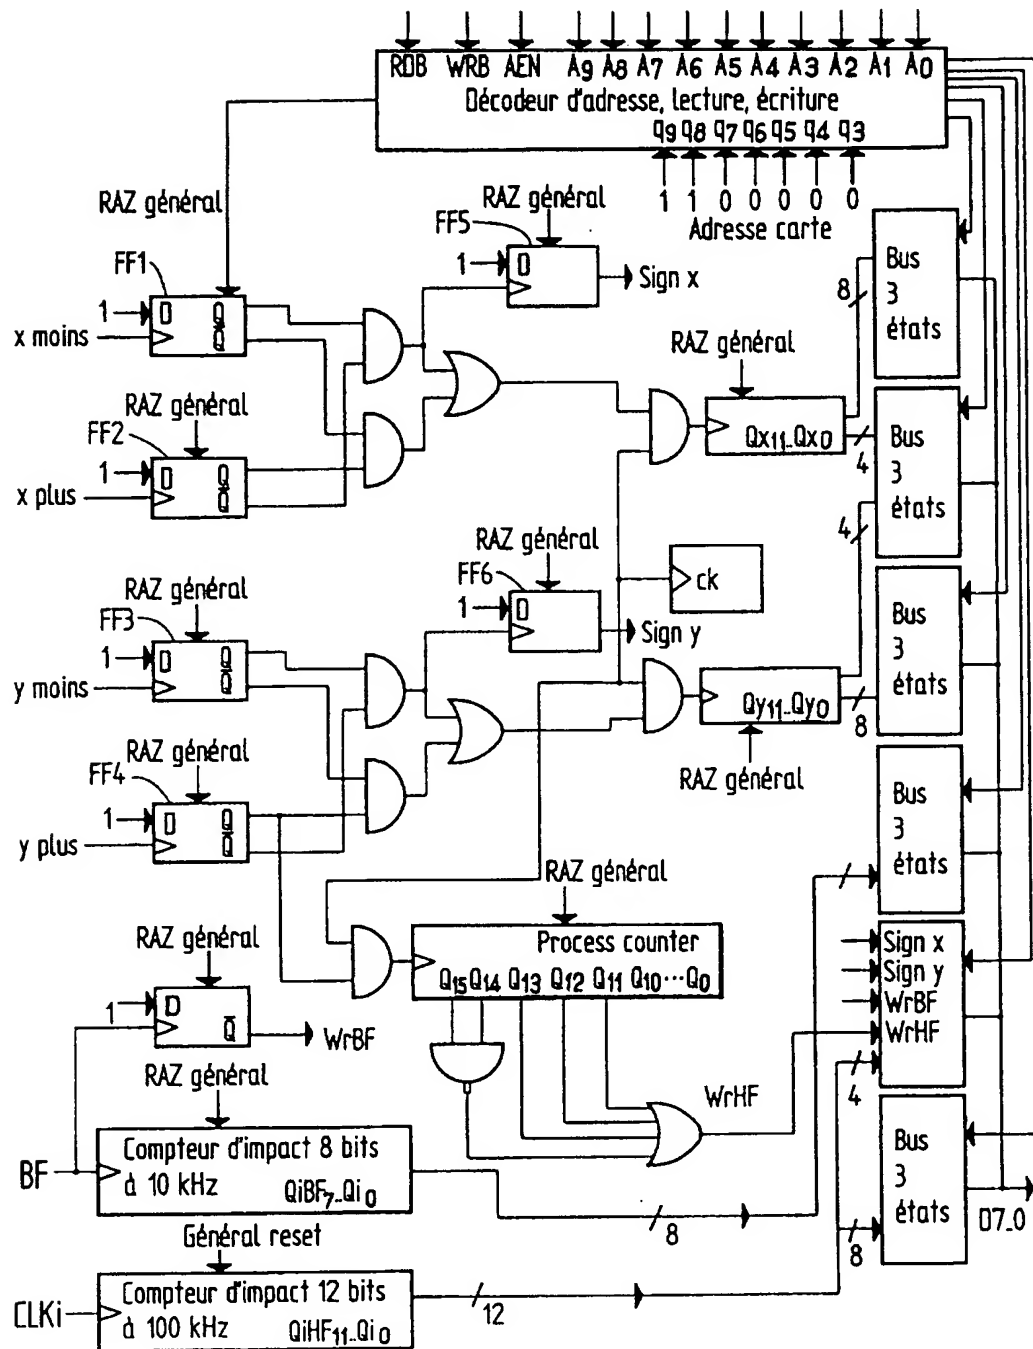 RDB WRB AEN A9 A8 A7 A6 A5 A4 A3 A2 A1 A0
Décodeur d'adresse, lecture, écriture
q9 q8 q7 q6 q5 q4 q3
1 1 0 0 0 0 0
Adresse carte
RAZ général
FF1
1 D Q
Q̅
x moins
RAZ général
FF5
1 D
Sign x
RAZ général
FF2
1 D Q
Q̅
x plus
RAZ général
Qx11..Qx0
8
4
Bus
3
états
Bus
3
états
4
RAZ général
FF6
1 D
Sign y
ck
RAZ général
FF3
1 D Q
Q̅
y moins
Qy11..Qy0
RAZ général
8
Bus
3
états
RAZ général
FF4
1 D Q
Q̅
y plus
Bus
3
états
RAZ général
Process counter
Q15 Q14 Q13 Q12 Q11 Q10...Q0
RAZ général
1 D
Q̅
WrBF
Sign x
Sign y
WrBF
WrHF
4
WrHF
RAZ général
BF
Compteur d'impact 8 bits
à 10 kHz QiBF7..Qi0
8
Bus
3
états
8
D7..0
Général reset
CLKi
Compteur d'impact 12 bits
à 100 kHz QiHF11..Qi0
12